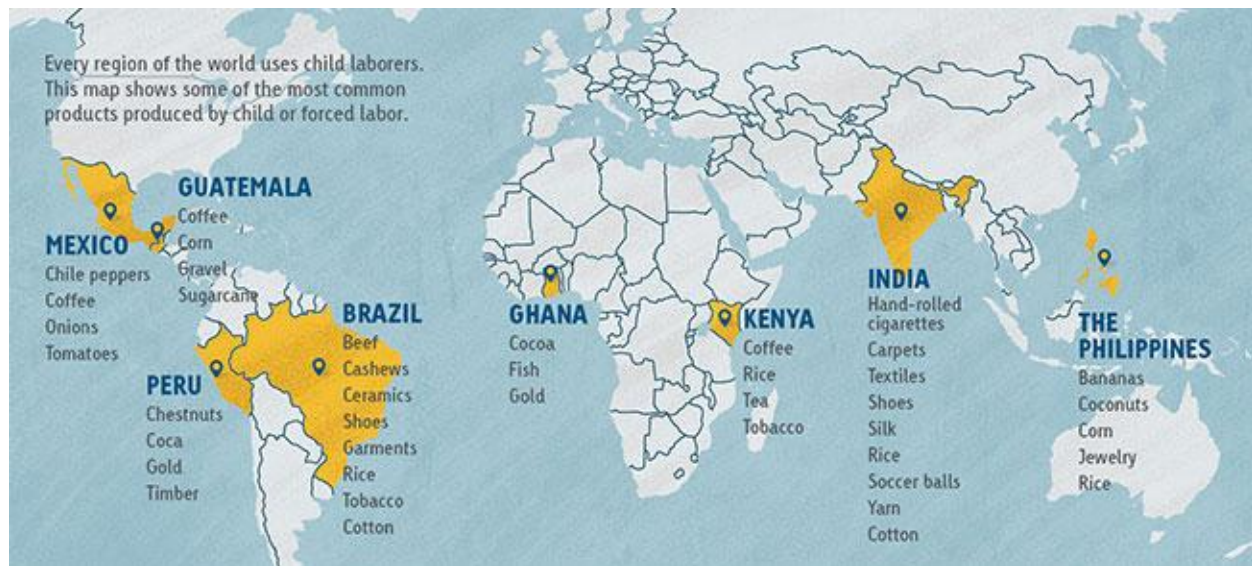 Every region of the world uses child laborers.
This map shows some of the most common
products produced by child or forced labor.
GUATEMALA
Coffee
Corn
Gravel
Sugarcane
MEXICO
Chile peppers
Coffee
Onions
Tomatoes
BRAZIL
Beef
Cashews
Ceramics
Shoes
Garments
Rice
Tobacco
Cotton
PERU
Chestnuts
Coca
Gold
Timber
GHANA
Cocoa
Fish
Gold
KENYA
Coffee
Rice
Tea
Tobacco
INDIA
Hand-rolled
cigarettes
Carpets
Textiles
Shoes
Silk
Rice
Soccer balls
Yarn
Cotton
THE
PHILIPPINES
Bananas
Coconuts
Corn
Jewelry
Rice